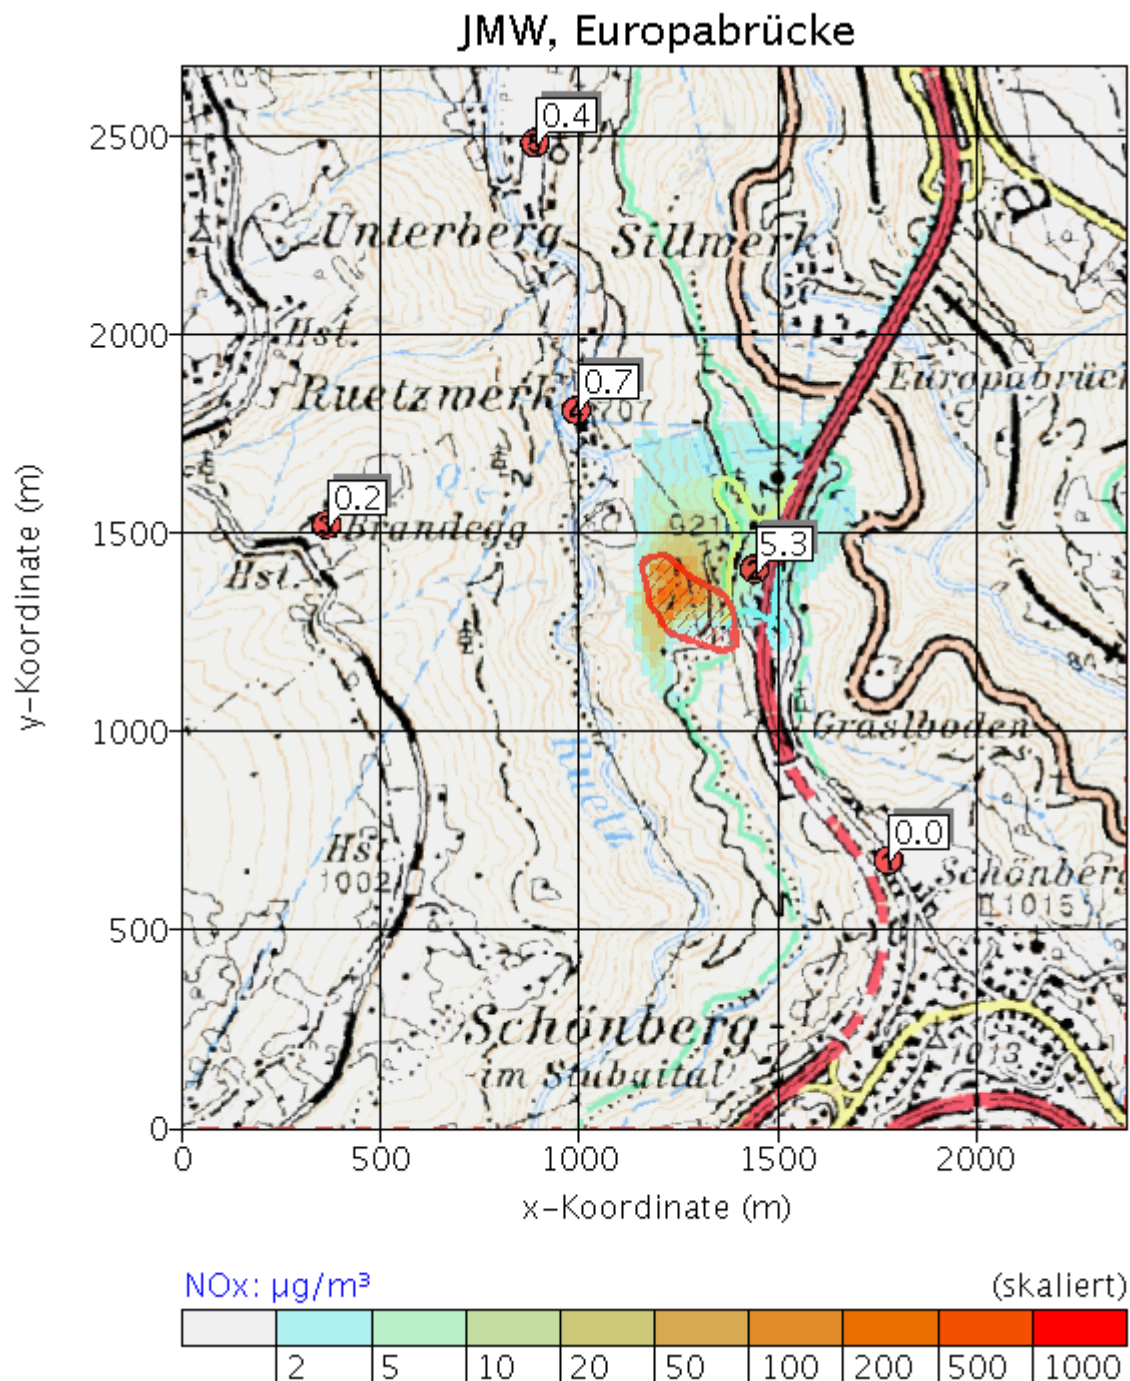 JMW, Europabrücke
2500
2000
1500
1000
500
0
y-Koordinate (m)
0.4
Unterberg
Sillwerk
a
Hst.
Europabrück
0.7
Ruetzwerk
707
0.2
Brandegg
921
5.3
Hst.
Graslboden
Ruetz
0.0
Hst.
1002
Schönberg
1015
Schönberg
im Stubaital
1013
0
500
1000
1500
2000
x-Koordinate (m)
NOx: µg/m³
(skaliert)
2
5
10
20
50
100
200
500
1000